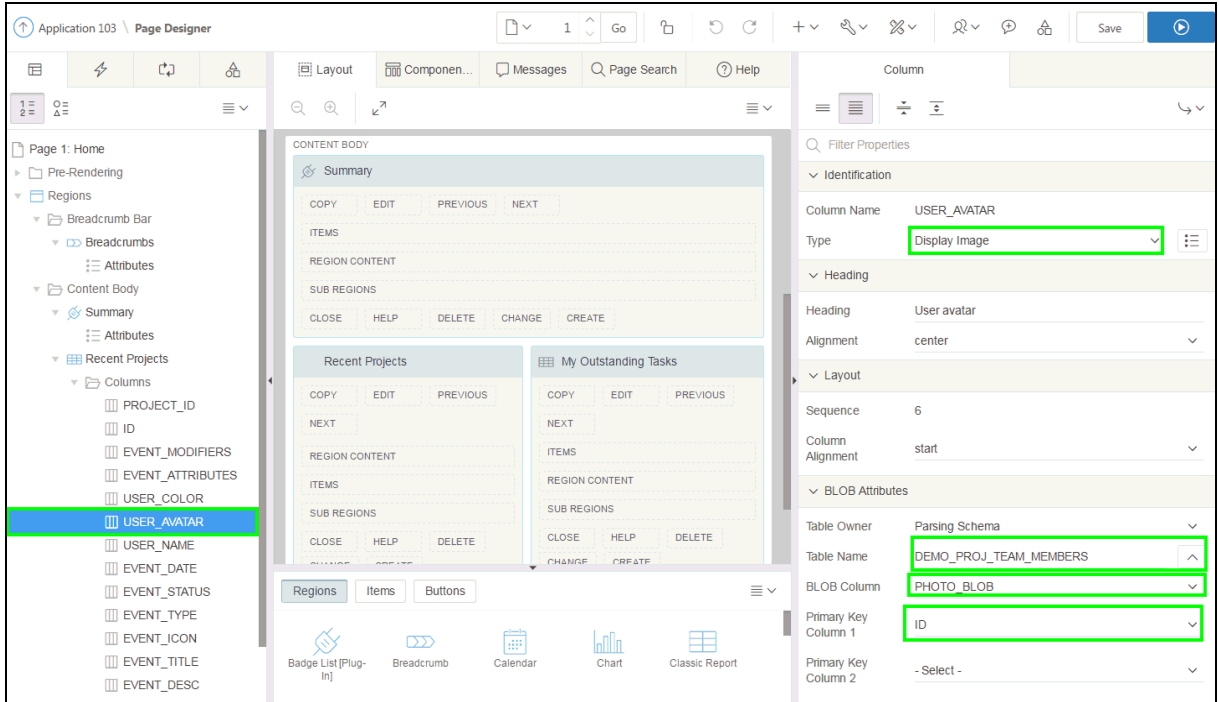 Application 103 \ Page Designer
1
Go
Save
Layout
Componen...
Messages
Page Search
Help
Column
Page 1: Home
Pre-Rendering
Regions
Breadcrumb Bar
Breadcrumbs
Attributes
Content Body
Summary
Attributes
Recent Projects
Columns
PROJECT_ID
ID
EVENT_MODIFIERS
EVENT_ATTRIBUTES
USER_COLOR
USER_AVATAR
USER_NAME
EVENT_DATE
EVENT_STATUS
EVENT_TYPE
EVENT_ICON
EVENT_TITLE
EVENT_DESC
CONTENT BODY
Summary
COPY EDIT PREVIOUS NEXT
ITEMS
REGION CONTENT
SUB REGIONS
CLOSE HELP DELETE CHANGE CREATE
Recent Projects
COPY EDIT PREVIOUS
NEXT
REGION CONTENT
ITEMS
SUB REGIONS
CLOSE HELP DELETE
CHANGE CREATE
My Outstanding Tasks
COPY EDIT PREVIOUS
NEXT
ITEMS
REGION CONTENT
SUB REGIONS
CLOSE HELP DELETE
CHANGE CREATE
Regions Items Buttons
Badge List [Plug-
In]
Breadcrumb
Calendar
Chart
Classic Report
Filter Properties
Identification
Column Name USER_AVATAR
Type Display Image
Heading
Heading User avatar
Alignment center
Layout
Sequence 6
Column
Alignment
start
BLOB Attributes
Table Owner Parsing Schema
Table Name DEMO_PROJ_TEAM_MEMBERS
BLOB Column PHOTO_BLOB
Primary Key
Column 1
ID
Primary Key
Column 2
- Select -